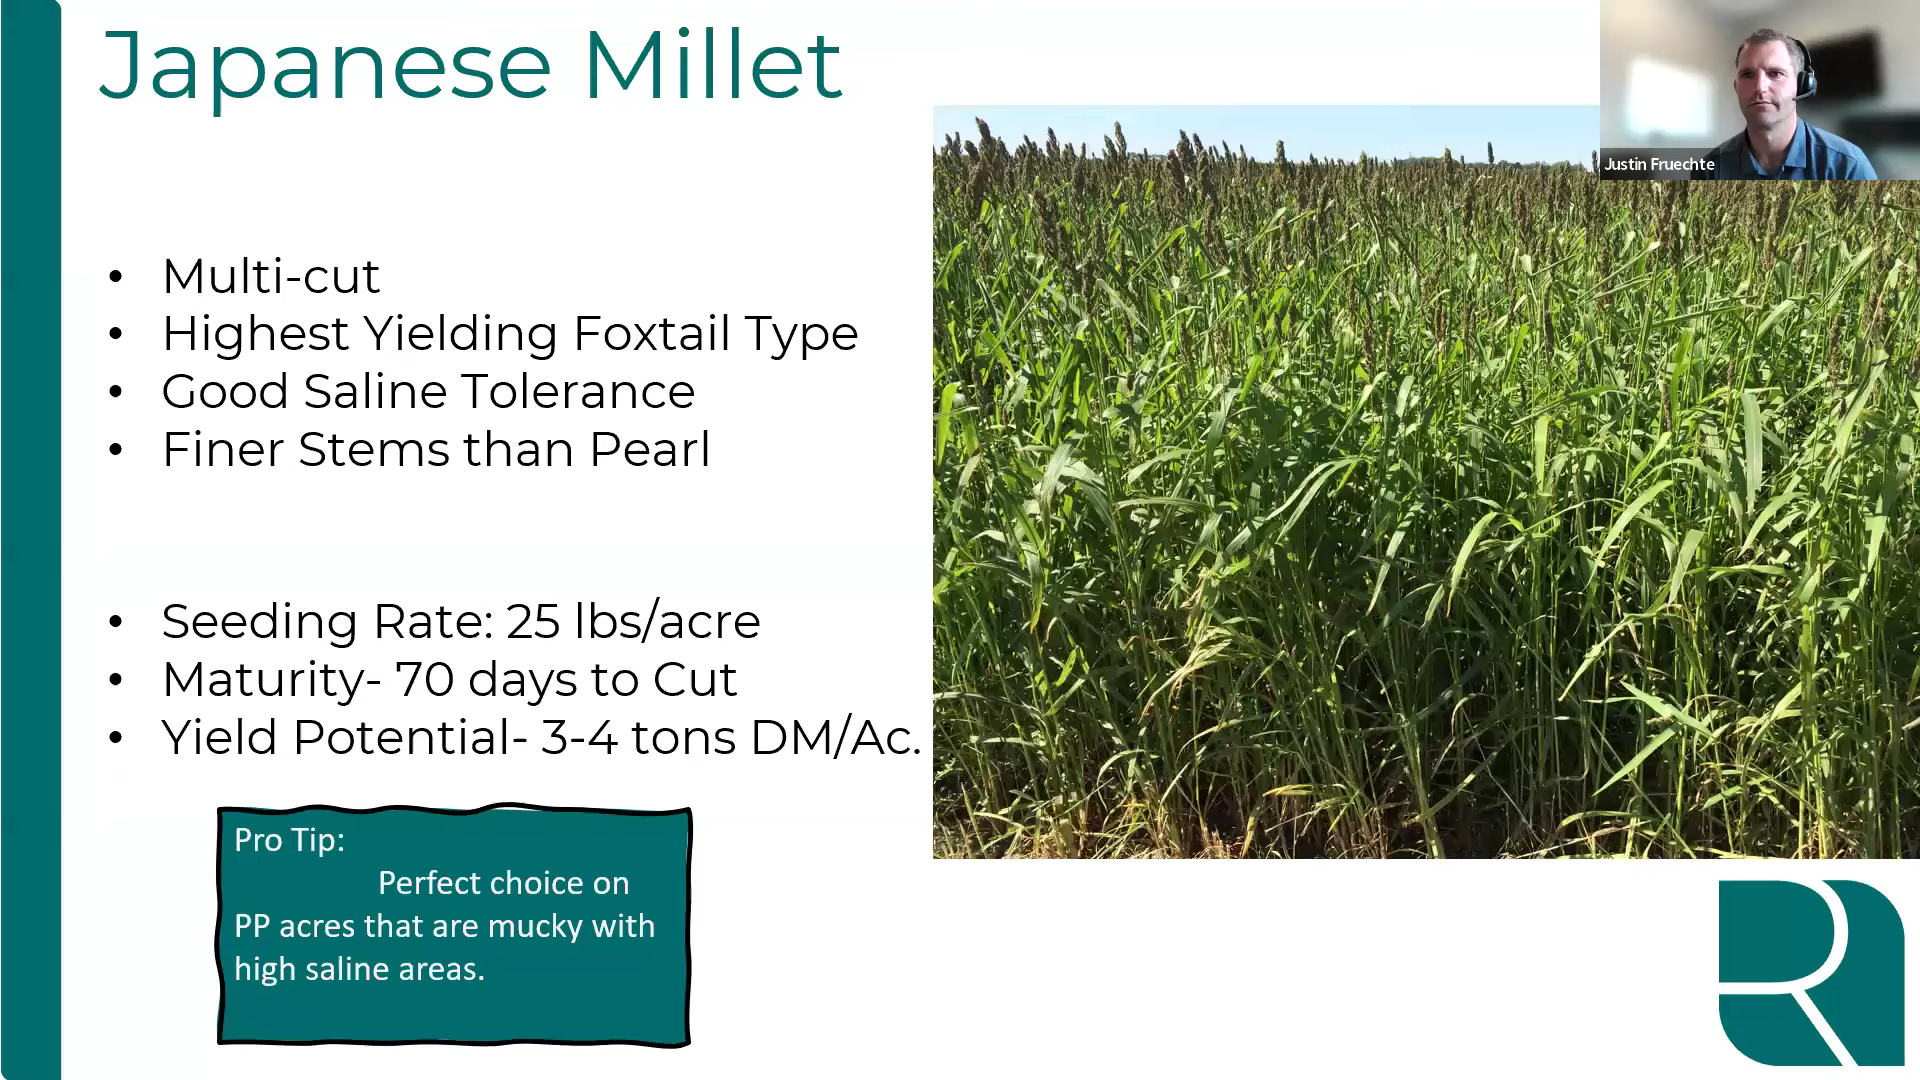 Japanese Millet
Justin Fruechte
• Multi-cut
• Highest Yielding Foxtail Type
• Good Saline Tolerance
• Finer Stems than Pearl
• Seeding Rate: 25 lbs/acre
• Maturity- 70 days to Cut
• Yield Potential- 3-4 tons DM/Ac.
Pro Tip:
Perfect choice on
PP acres that are mucky with
high saline areas.